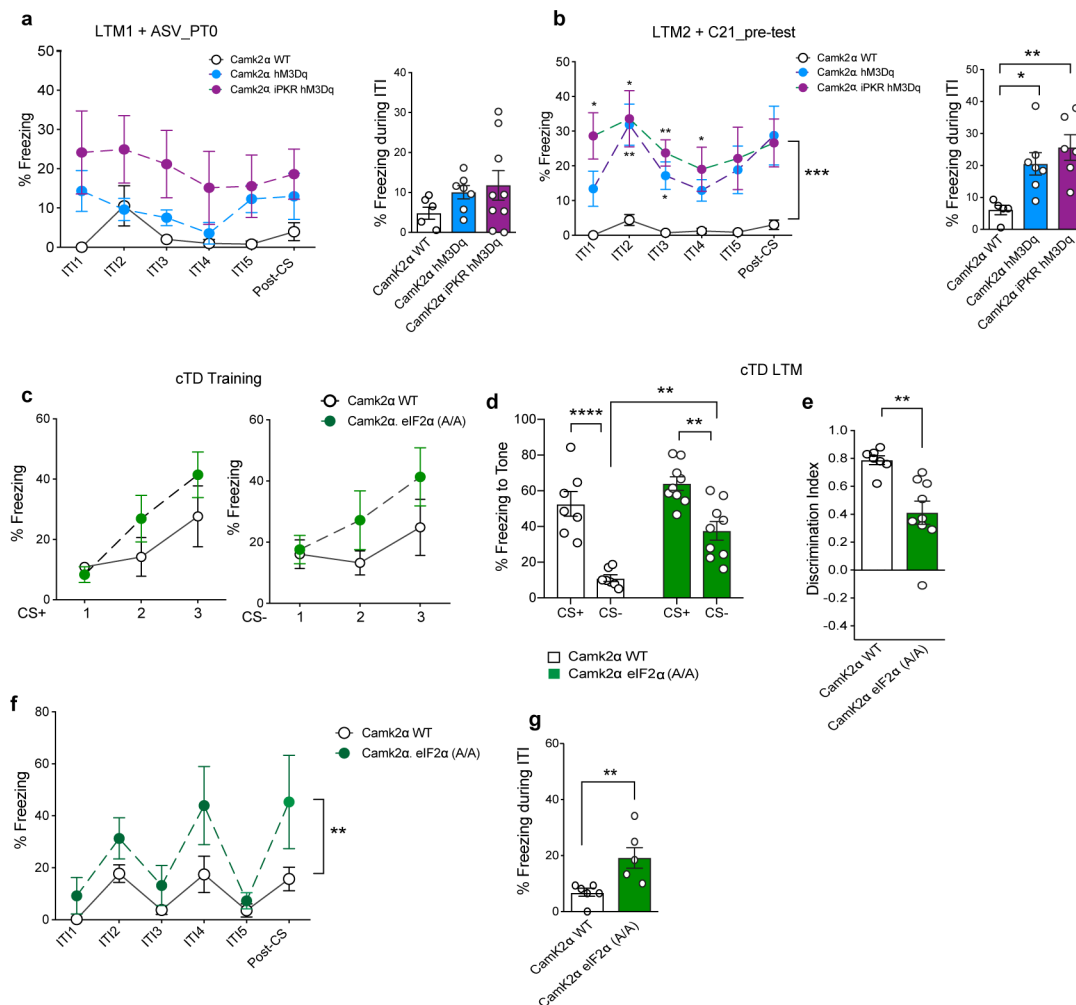 a
LTM1 + ASV_PT0
% Freezing
50
40
30
20
10
0
ITI1
ITI2
ITI3
ITI4
ITI5
Post-CS
Camk2α WT
Camk2α hM3Dq
Camk2α iPKR hM3Dq
% Freezing during ITI
40
30
20
10
0
CamK2α WT
CamK2α hM3Dq
CamK2α iPKR hM3Dq
b
LTM2 + C21_pre-test
% Freezing
50
40
30
20
10
0
ITI1
ITI2
ITI3
ITI4
ITI5
Post-CS
Camk2α WT
Camk2α hM3Dq
Camk2α iPKR hM3Dq
*
*
**
**
*
*
***
% Freezing during ITI
50
40
30
20
10
0
*
**
CamK2α WT
CamK2α hM3Dq
CamK2α iPKR hM3Dq
c
cTD Training
% Freezing
60
40
20
0
CS+
1
2
3
Camk2α WT
Camk2α. eIF2α (A/A)
% Freezing
60
40
20
0
CS-
1
2
3
cTD LTM
d
% Freezing to Tone
100
80
60
40
20
0
****
**
**
CS+
CS-
CS+
CS-
Camk2α WT
Camk2α eIF2α (A/A)
e
Discrimination Index
1.0
0.8
0.6
0.4
0.2
0.0
0.2
-0.4
**
CamK2α WT
CamK2α eIF2α (A/A)
f
% Freezing
80
60
40
20
0
ITI1
ITI2
ITI3
ITI4
ITI5
Post-CS
Camk2α WT
Camk2α. eIF2α (A/A)
**
g
% Freezing during ITI
60
40
20
0
**
CamK2α WT
CamK2α eIF2α (A/A)